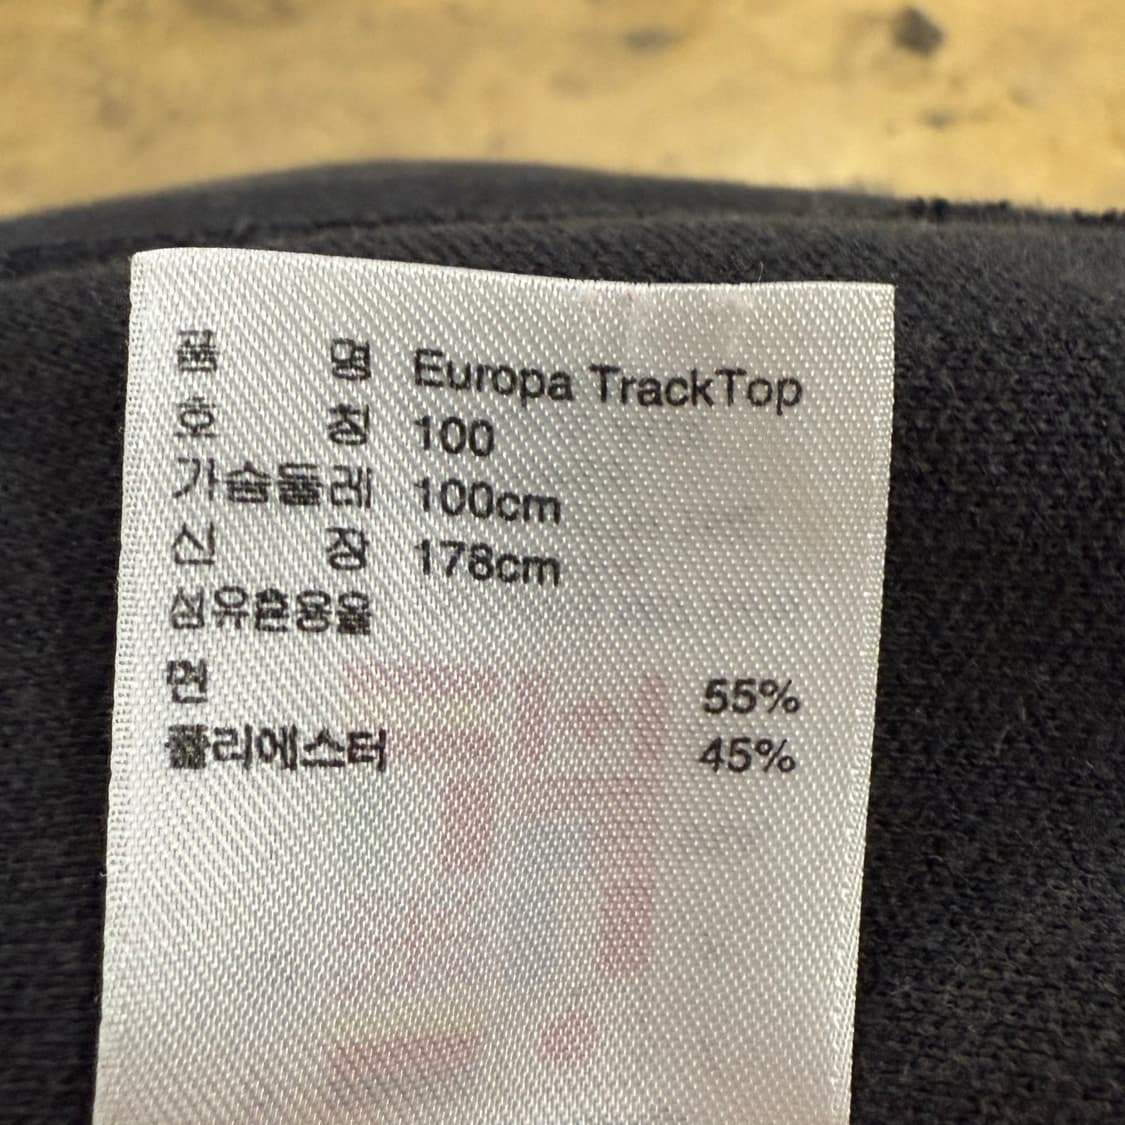 품 명 Europa TrackTop
호 칭 100
가슴둘레 100cm
신 장 178cm
섬유혼용율
면 55%
폴리에스터 45%